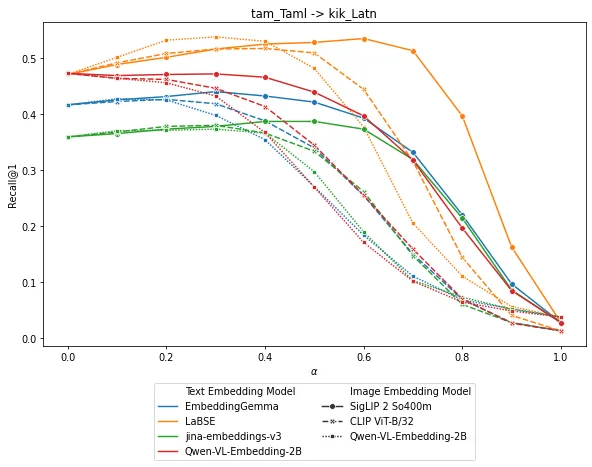 tam_Taml -> kik_Latn
Recall@1
0.5
0.4
0.3
0.2
0.1
0.0
0.0 0.2 0.4 0.6 0.8 1.0
α
Text Embedding Model
EmbeddingGemma
LaBSE
jina-embeddings-v3
Qwen-VL-Embedding-2B
Image Embedding Model
SigLIP 2 So400m
CLIP ViT-B/32
Qwen-VL-Embedding-2B